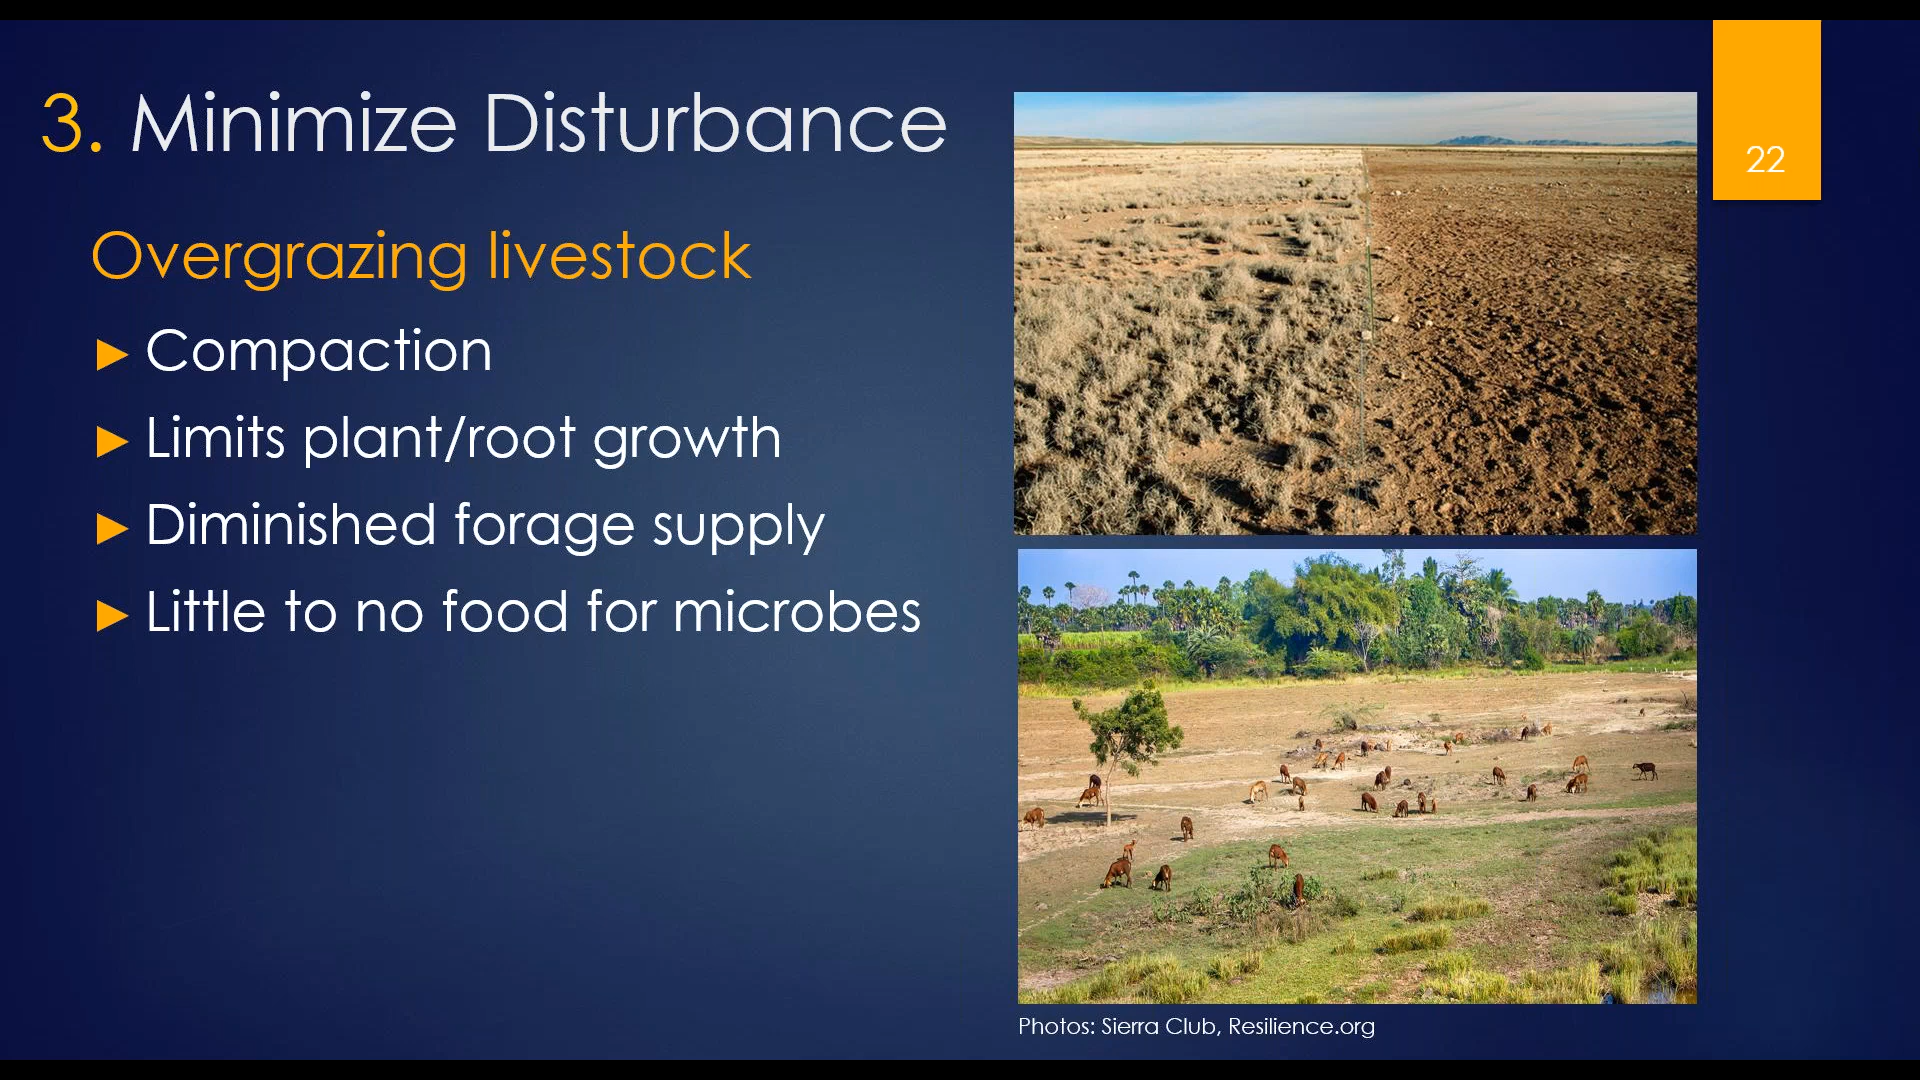 3. Minimize Disturbance
22
Overgrazing livestock
► Compaction
► Limits plant/root growth
► Diminished forage supply
► Little to no food for microbes
Photos: Sierra Club, Resilience.org